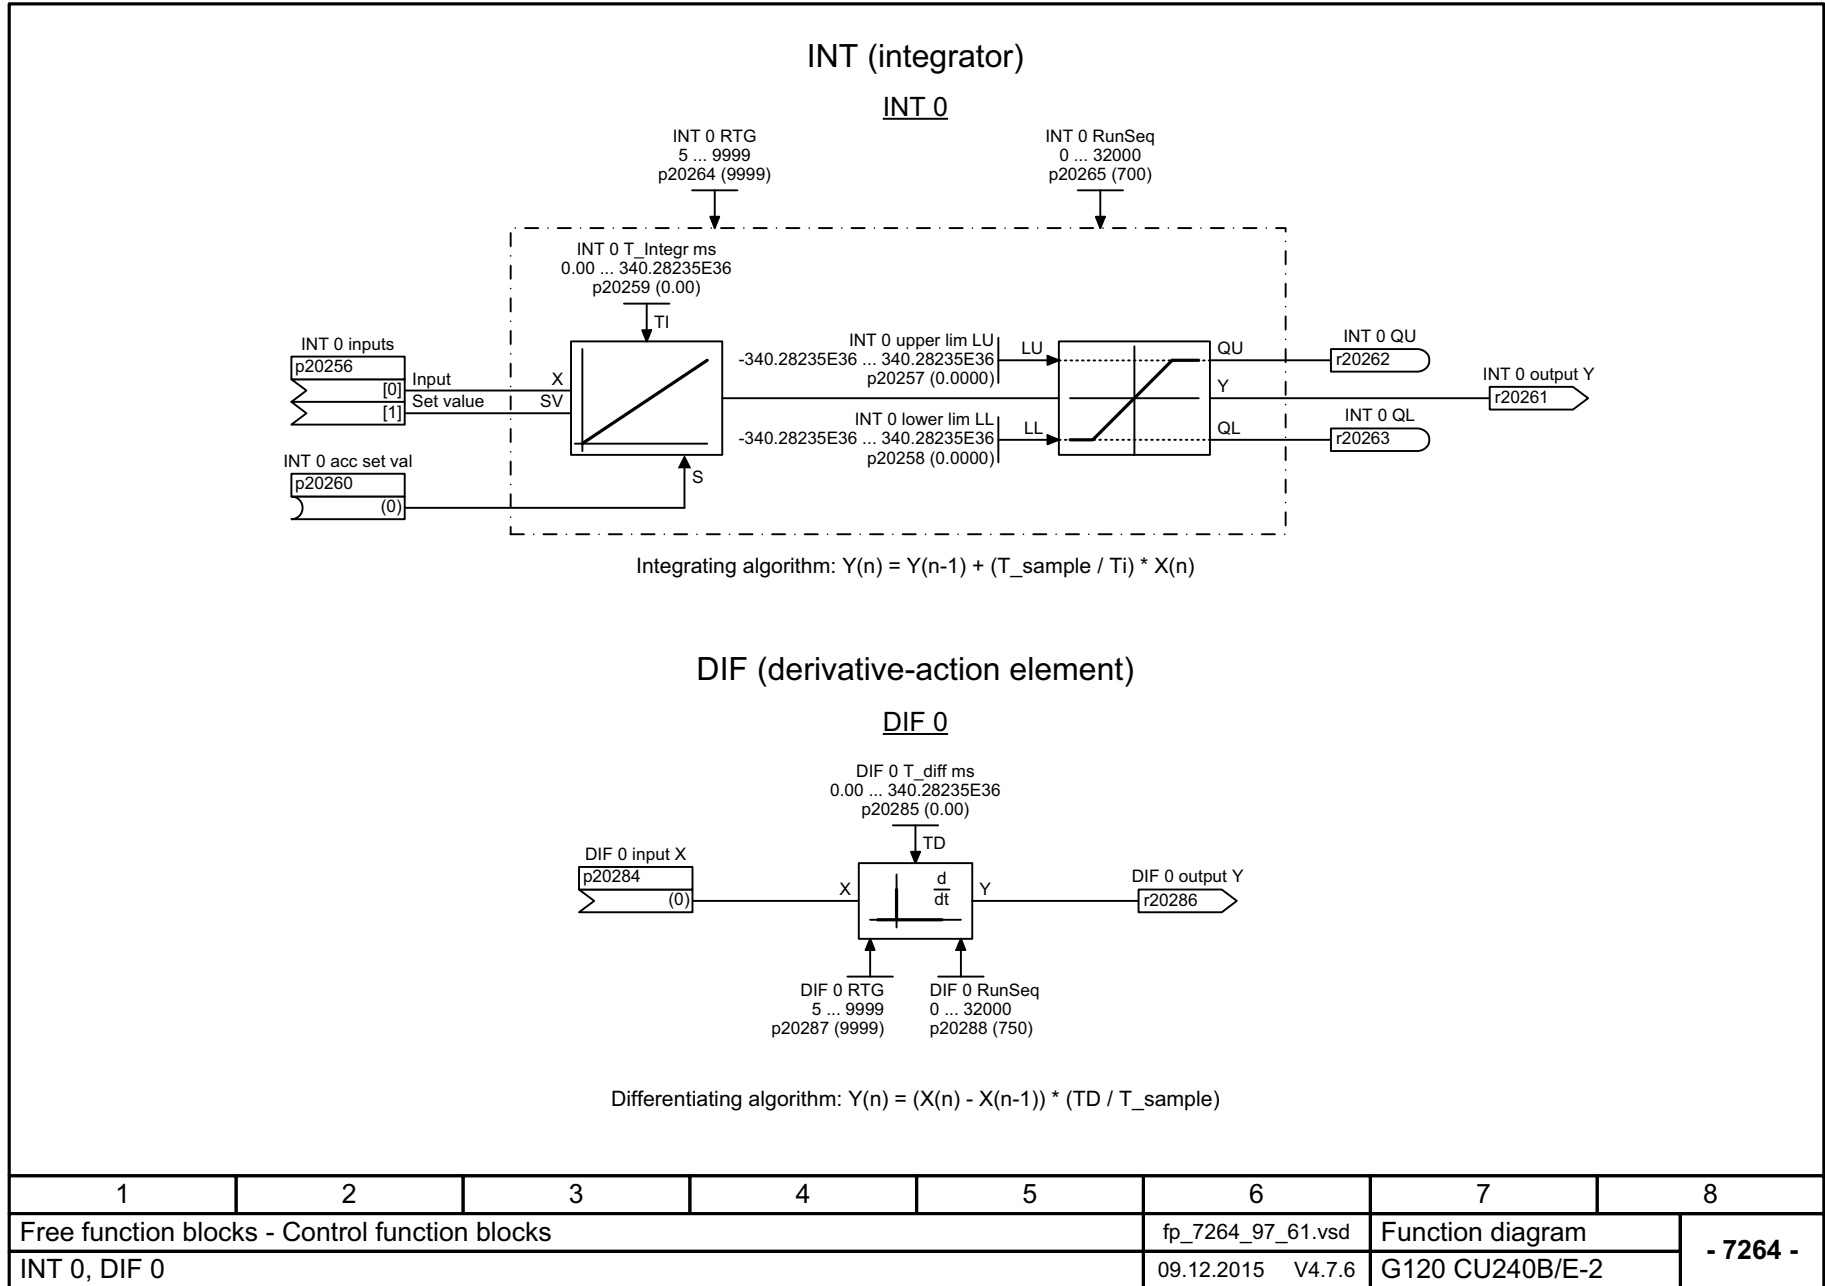 INT (integrator)
INT 0
INT 0 RTG
5 ... 9999
p20264 (9999)
INT 0 RunSeq
0 ... 32000
p20265 (700)
INT 0 T_Integr ms
0.00 ... 340.28235E36
p20259 (0.00)
TI
INT 0 inputs
p20256
[0]
[1]
Input
Set value
X
SV
INT 0 acc set val
p20260
(0)
S
INT 0 upper lim LU
-340.28235E36 ... 340.28235E36
p20257 (0.0000)
LU
INT 0 lower lim LL
-340.28235E36 ... 340.28235E36
p20258 (0.0000)
LL
QU
Y
QL
INT 0 QU
r20262
INT 0 output Y
r20261
INT 0 QL
r20263
Integrating algorithm: Y(n) = Y(n-1) + (T_sample / Ti) * X(n)
DIF (derivative-action element)
DIF 0
DIF 0 T_diff ms
0.00 ... 340.28235E36
p20285 (0.00)
TD
DIF 0 input X
p20284
(0)
X
d
dt
Y
DIF 0 output Y
r20286
DIF 0 RTG
5 ... 9999
p20287 (9999)
DIF 0 RunSeq
0 ... 32000
p20288 (750)
Differentiating algorithm: Y(n) = (X(n) - X(n-1)) * (TD / T_sample)
1 2 3 4 5 6 7 8
Free function blocks - Control function blocks
fp_7264_97_61.vsd
Function diagram
- 7264 -
INT 0, DIF 0
09.12.2015 V4.7.6
G120 CU240B/E-2